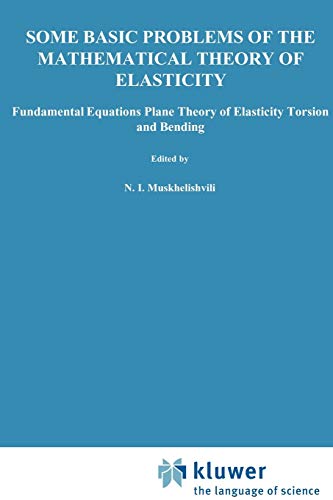 SOME BASIC PROBLEMS OF THE
MATHEMATICAL THEORY OF
ELASTICITY
Fundamental Equations Plane Theory of Elasticity Torsion
and Bending
Edited by
N. I. Muskhelishvili
kluwer
the language of science